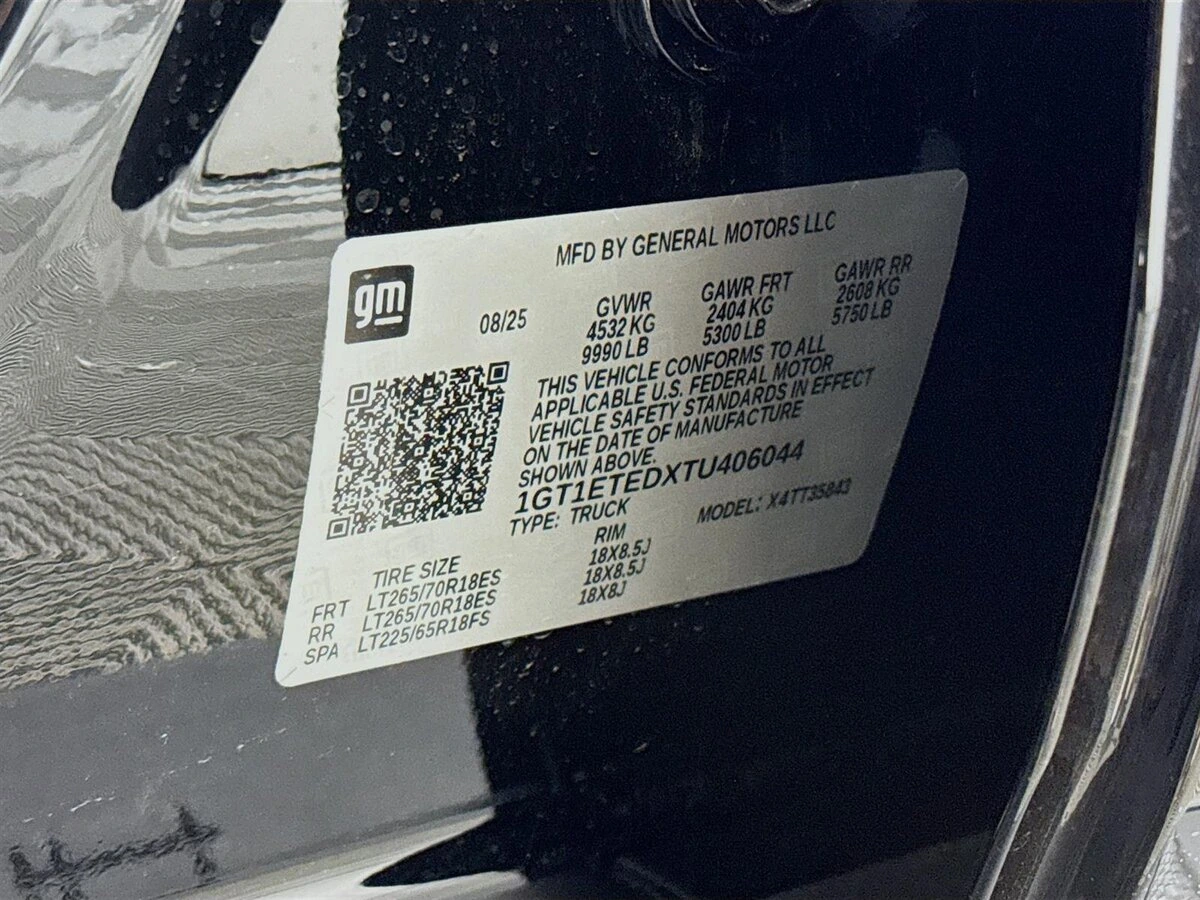 MFD BY GENERAL MOTORS LLC
gm
08/25
GVWR
4532 KG
9990 LB
GAWR FRT
2404 KG
5300 LB
GAWR RR
2608 KG
5750 LB
THIS VEHICLE CONFORMS TO ALL
APPLICABLE U.S. FEDERAL MOTOR
VEHICLE SAFETY STANDARDS IN EFFECT
ON THE DATE OF MANUFACTURE
SHOWN ABOVE.
1GT1ETEDXTU406044
TYPE: TRUCK MODEL: X4TT35843
TIRE SIZE RIM
FRT LT265/70R18ES 18X8.5J
RR LT265/70R18ES 18X8.5J
SPA LT225/65R18FS 18X8J